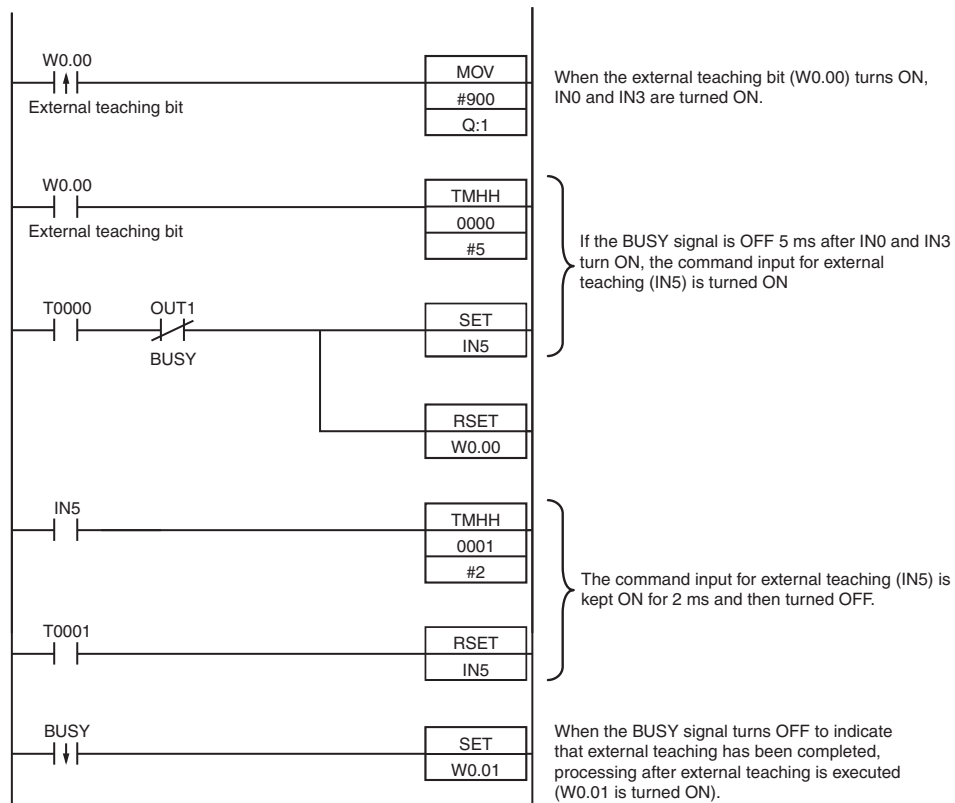 W0.00
External teaching bit
MOV
#900
Q:1
When the external teaching bit (W0.00) turns ON,
IN0 and IN3 are turned ON.
W0.00
External teaching bit
TMHH
0000
#5
If the BUSY signal is OFF 5 ms after IN0 and IN3
turn ON, the command input for external
teaching (IN5) is turned ON
T0000
OUT1
BUSY
SET
IN5
RSET
W0.00
IN5
TMHH
0001
#2
The command input for external teaching (IN5) is
kept ON for 2 ms and then turned OFF.
T0001
RSET
IN5
BUSY
SET
W0.01
When the BUSY signal turns OFF to indicate
that external teaching has been completed,
processing after external teaching is executed
(W0.01 is turned ON).